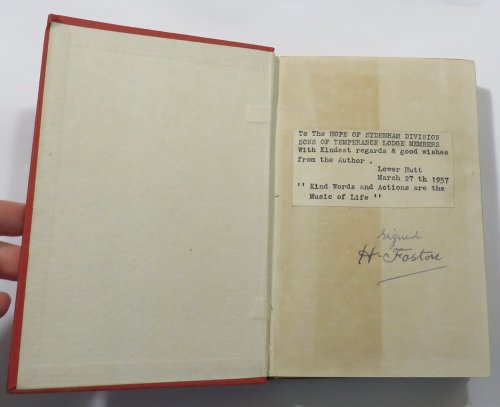 To The HOPE OF SYDENHAM DIVISION
SONS OF TEMPERANCE LODGE MEMBERS
With Kindest regards & good wishes
from the Author .
Lower Hutt
March 27 th 1957
" Kind Words and Actions are the
Music of Life "
Signed
H. Foston